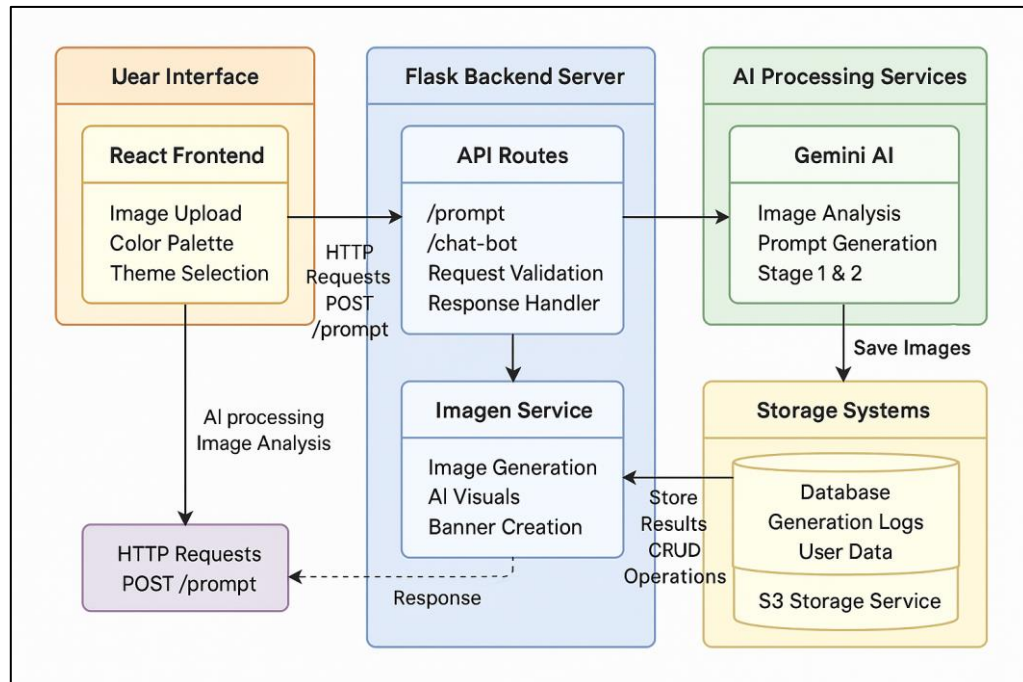 IJear Interface
React Frontend
Image Upload
Color Palette
Theme Selection
HTTP
Requests
POST
/prompt
Flask Backend Server
API Routes
/prompt
/chat-bot
Request Validation
Response Handler
AI Processing Services
Gemini AI
Image Analysis
Prompt Generation
Stage 1 & 2
Save Images
AI processing
Image Analysis
Imagen Service
Image Generation
AI Visuals
Banner Creation
Store
Results
CRUD
Operations
Storage Systems
Database
Generation Logs
User Data
S3 Storage Service
HTTP Requests
POST /prompt
Response